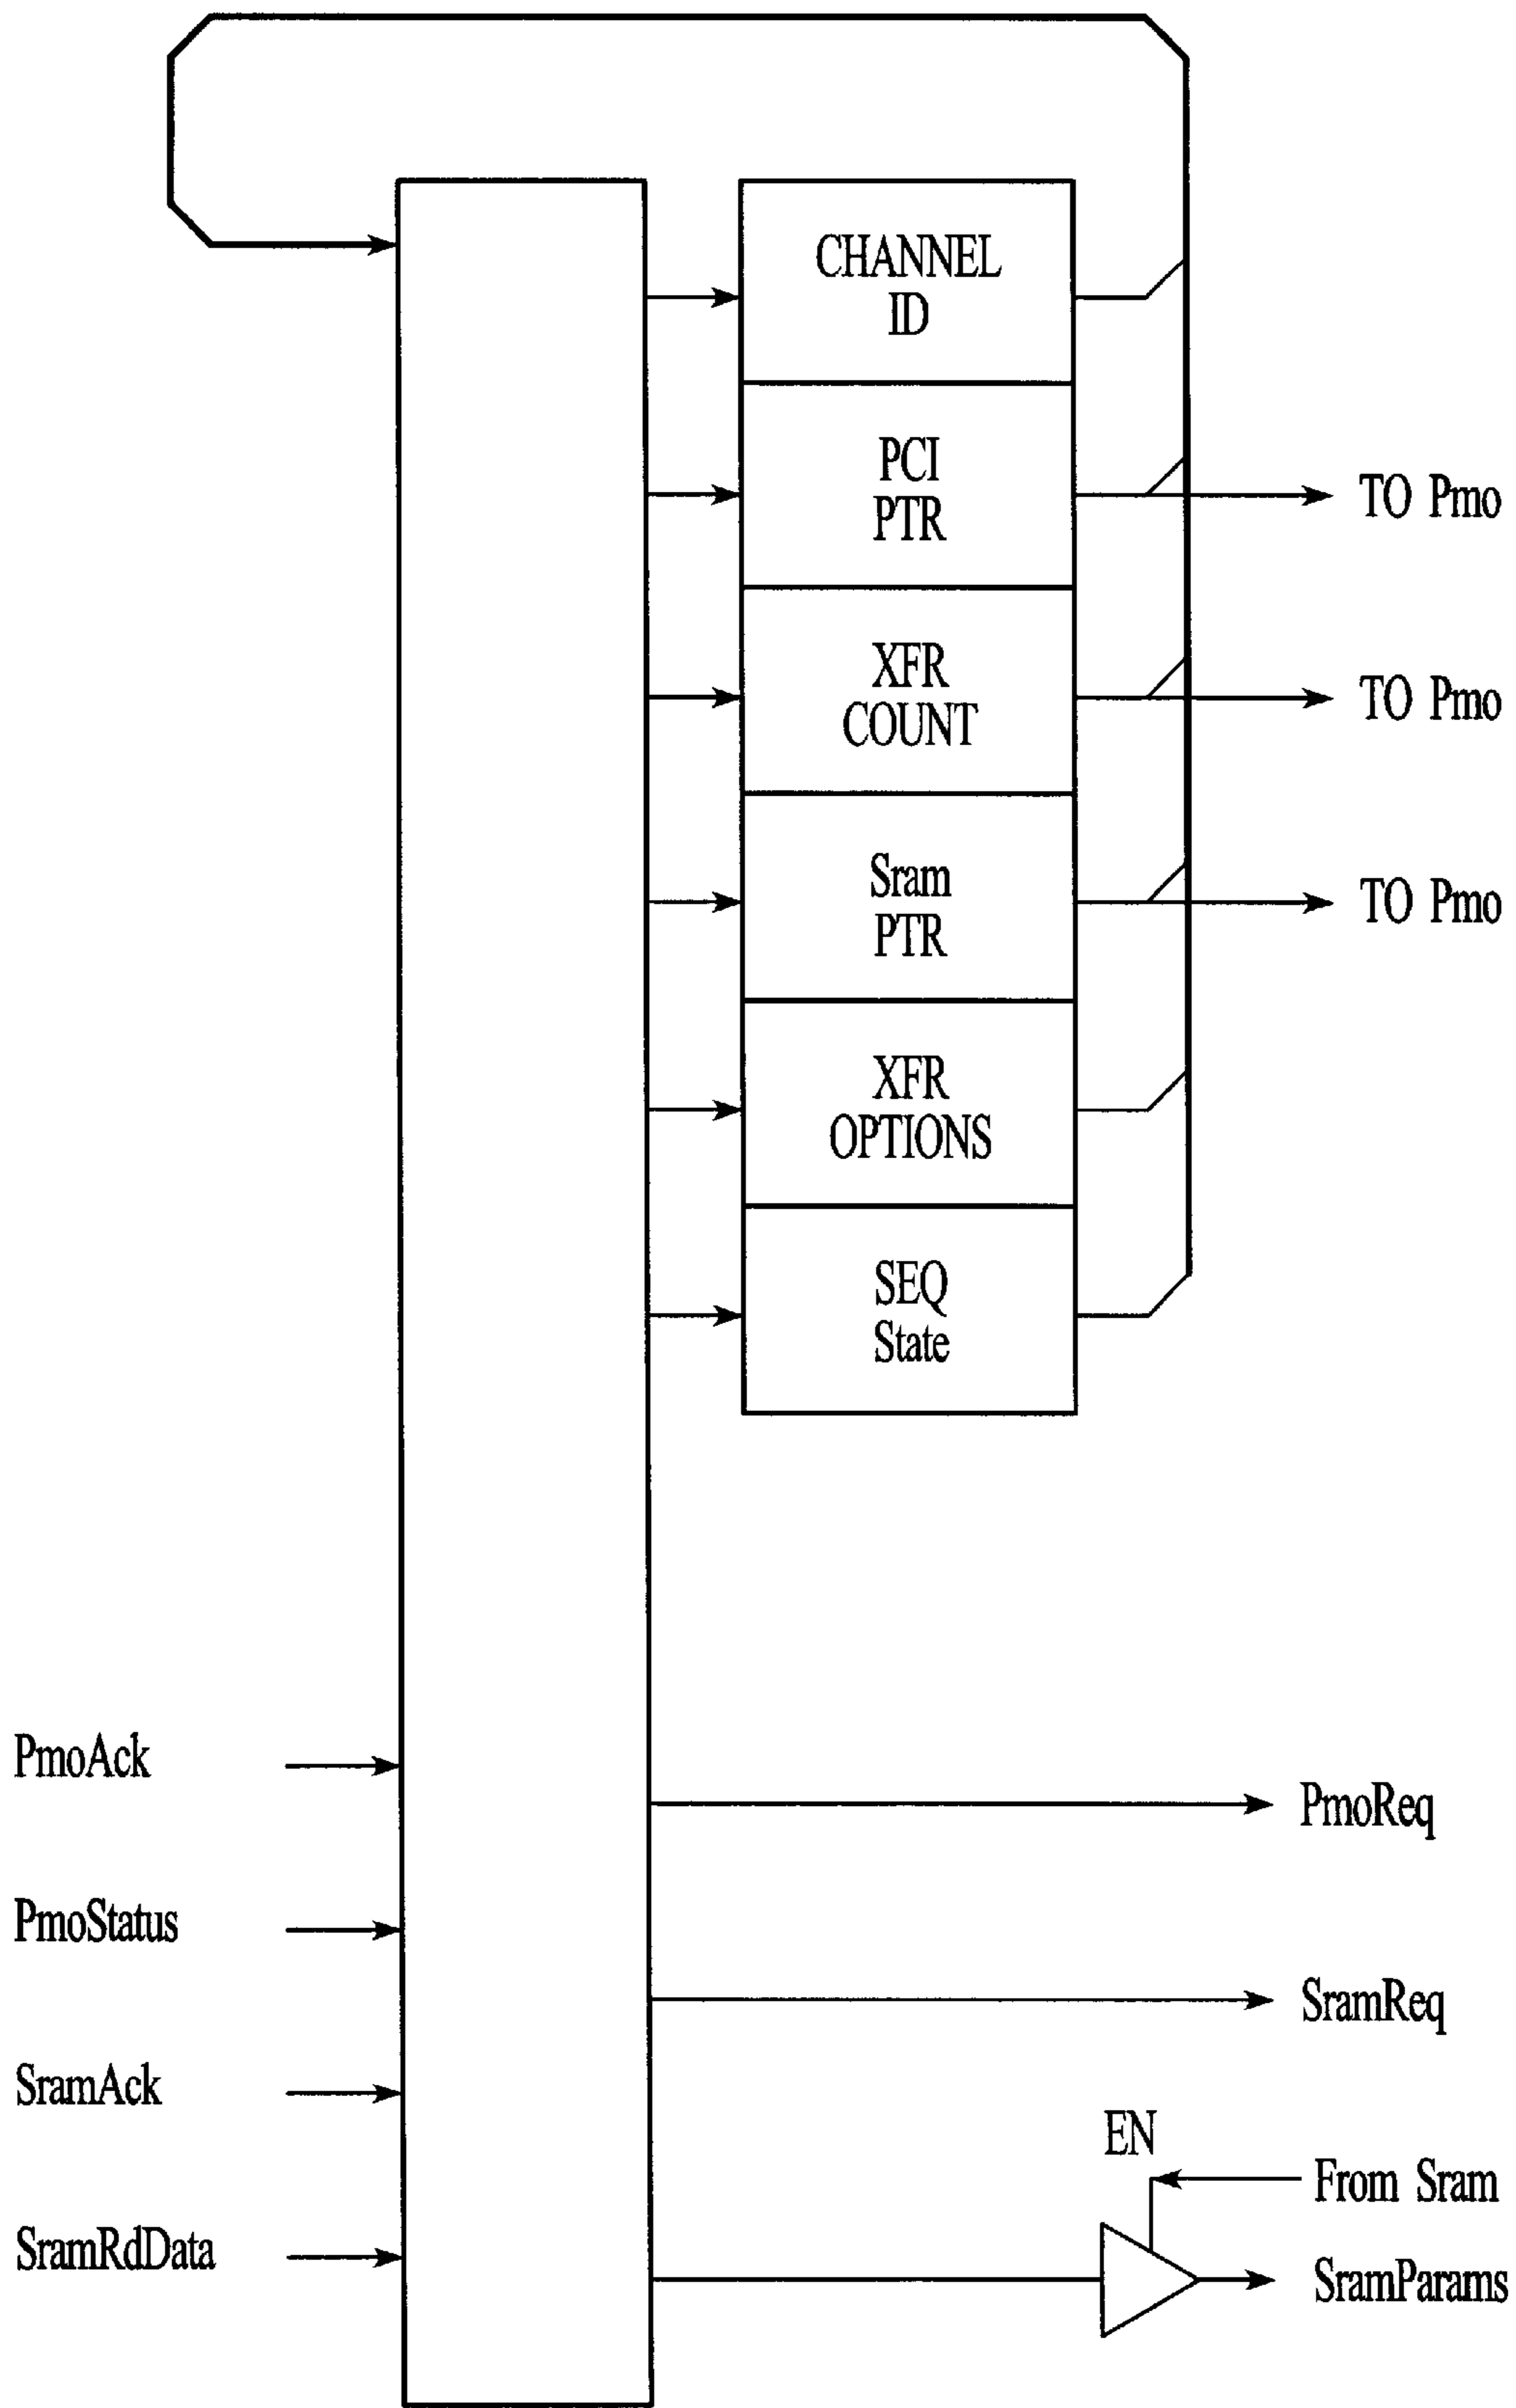 CHANNEL
ID
PCI
PTR
TO Pmo
XFR
COUNT
TO Pmo
Sram
PTR
TO Pmo
XFR
OPTIONS
SEQ
State
PmoAck
PmoReq
PmoStatus
SramReq
SramAck
EN
From Sram
SramRdData
SramParams